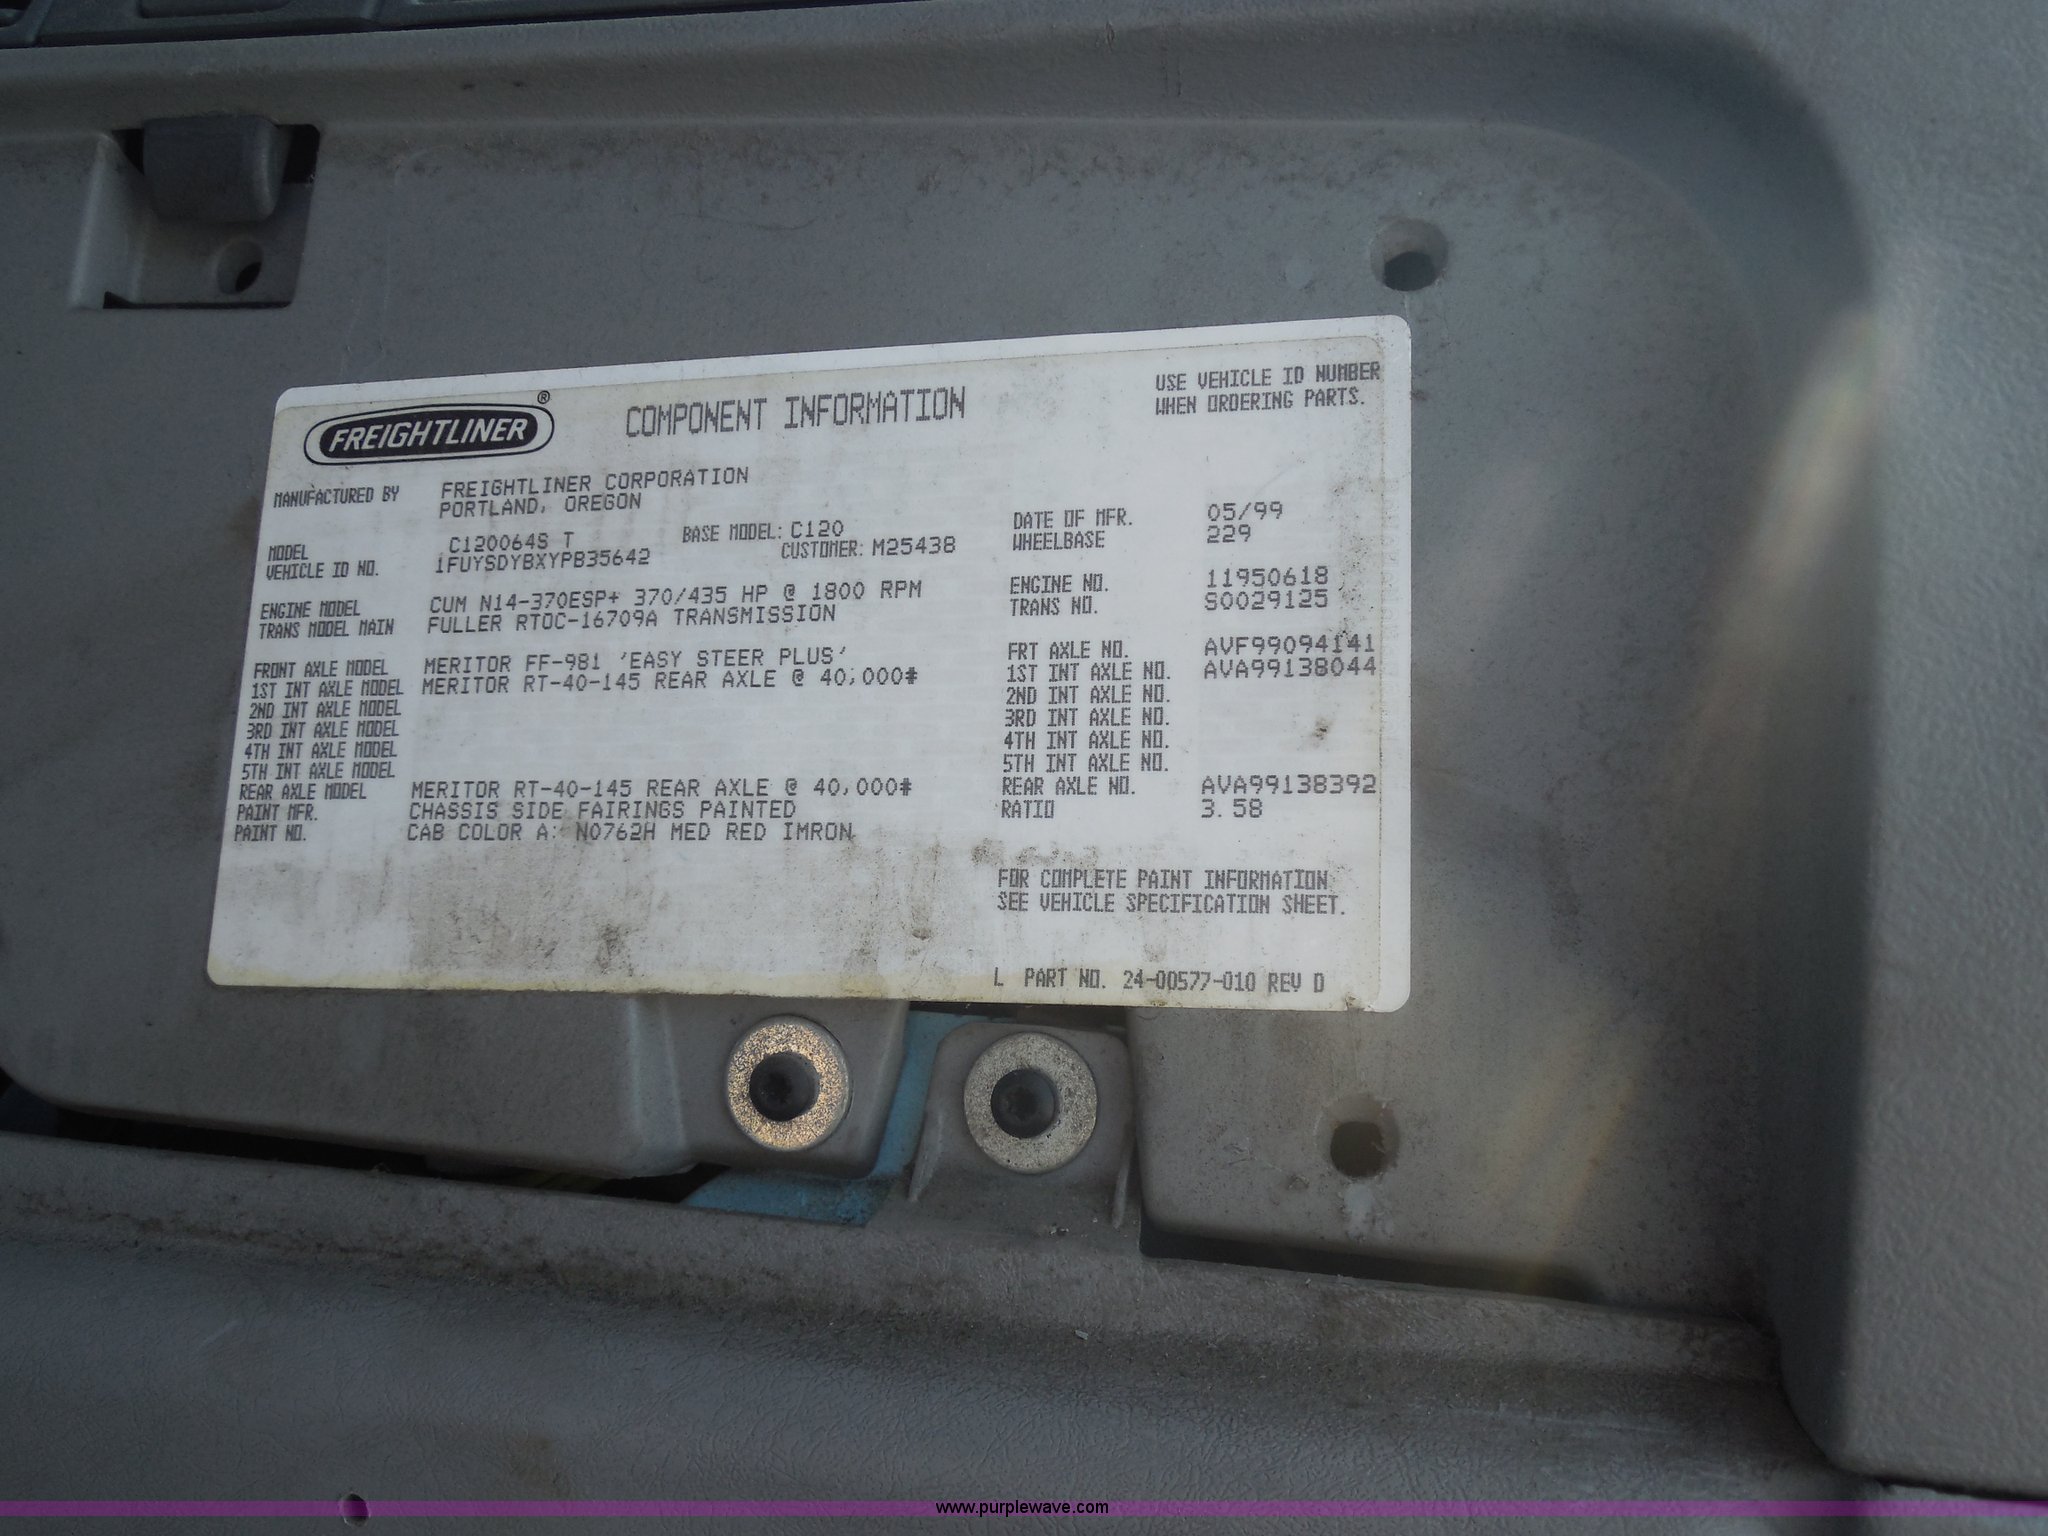 FREIGHTLINER ®
COMPONENT INFORMATION
USE VEHICLE ID NUMBER
WHEN ORDERING PARTS.
MANUFACTURED BY FREIGHTLINER CORPORATION
PORTLAND, OREGON
MODEL C120064S T BASE MODEL: C120 DATE OF MFR. 05/99
VEHICLE ID NO. 1FUYSDYBXYPB35642 CUSTOMER: M25438 WHEELBASE 229
ENGINE MODEL CUM N14-370ESP+ 370/435 HP @ 1800 RPM ENGINE NO. 11950618
TRANS MODEL MAIN FULLER RTOC-16709A TRANSMISSION TRANS NO. S0029125
FRONT AXLE MODEL MERITOR FF-981 'EASY STEER PLUS' FRT AXLE NO. AVF99094141
1ST INT AXLE MODEL MERITOR RT-40-145 REAR AXLE @ 40,000# 1ST INT AXLE NO. AVA99138044
2ND INT AXLE MODEL 2ND INT AXLE NO.
3RD INT AXLE MODEL 3RD INT AXLE NO.
4TH INT AXLE MODEL 4TH INT AXLE NO.
5TH INT AXLE MODEL 5TH INT AXLE NO.
REAR AXLE MODEL MERITOR RT-40-145 REAR AXLE @ 40,000# REAR AXLE NO. AVA99138392
PAINT MFR. CHASSIS SIDE FAIRINGS PAINTED RATIO 3.58
PAINT NO. CAB COLOR A: N0762H MED RED IMRON
FOR COMPLETE PAINT INFORMATION
SEE VEHICLE SPECIFICATION SHEET.
L PART NO. 24-00577-010 REV D
www.purplewave.com